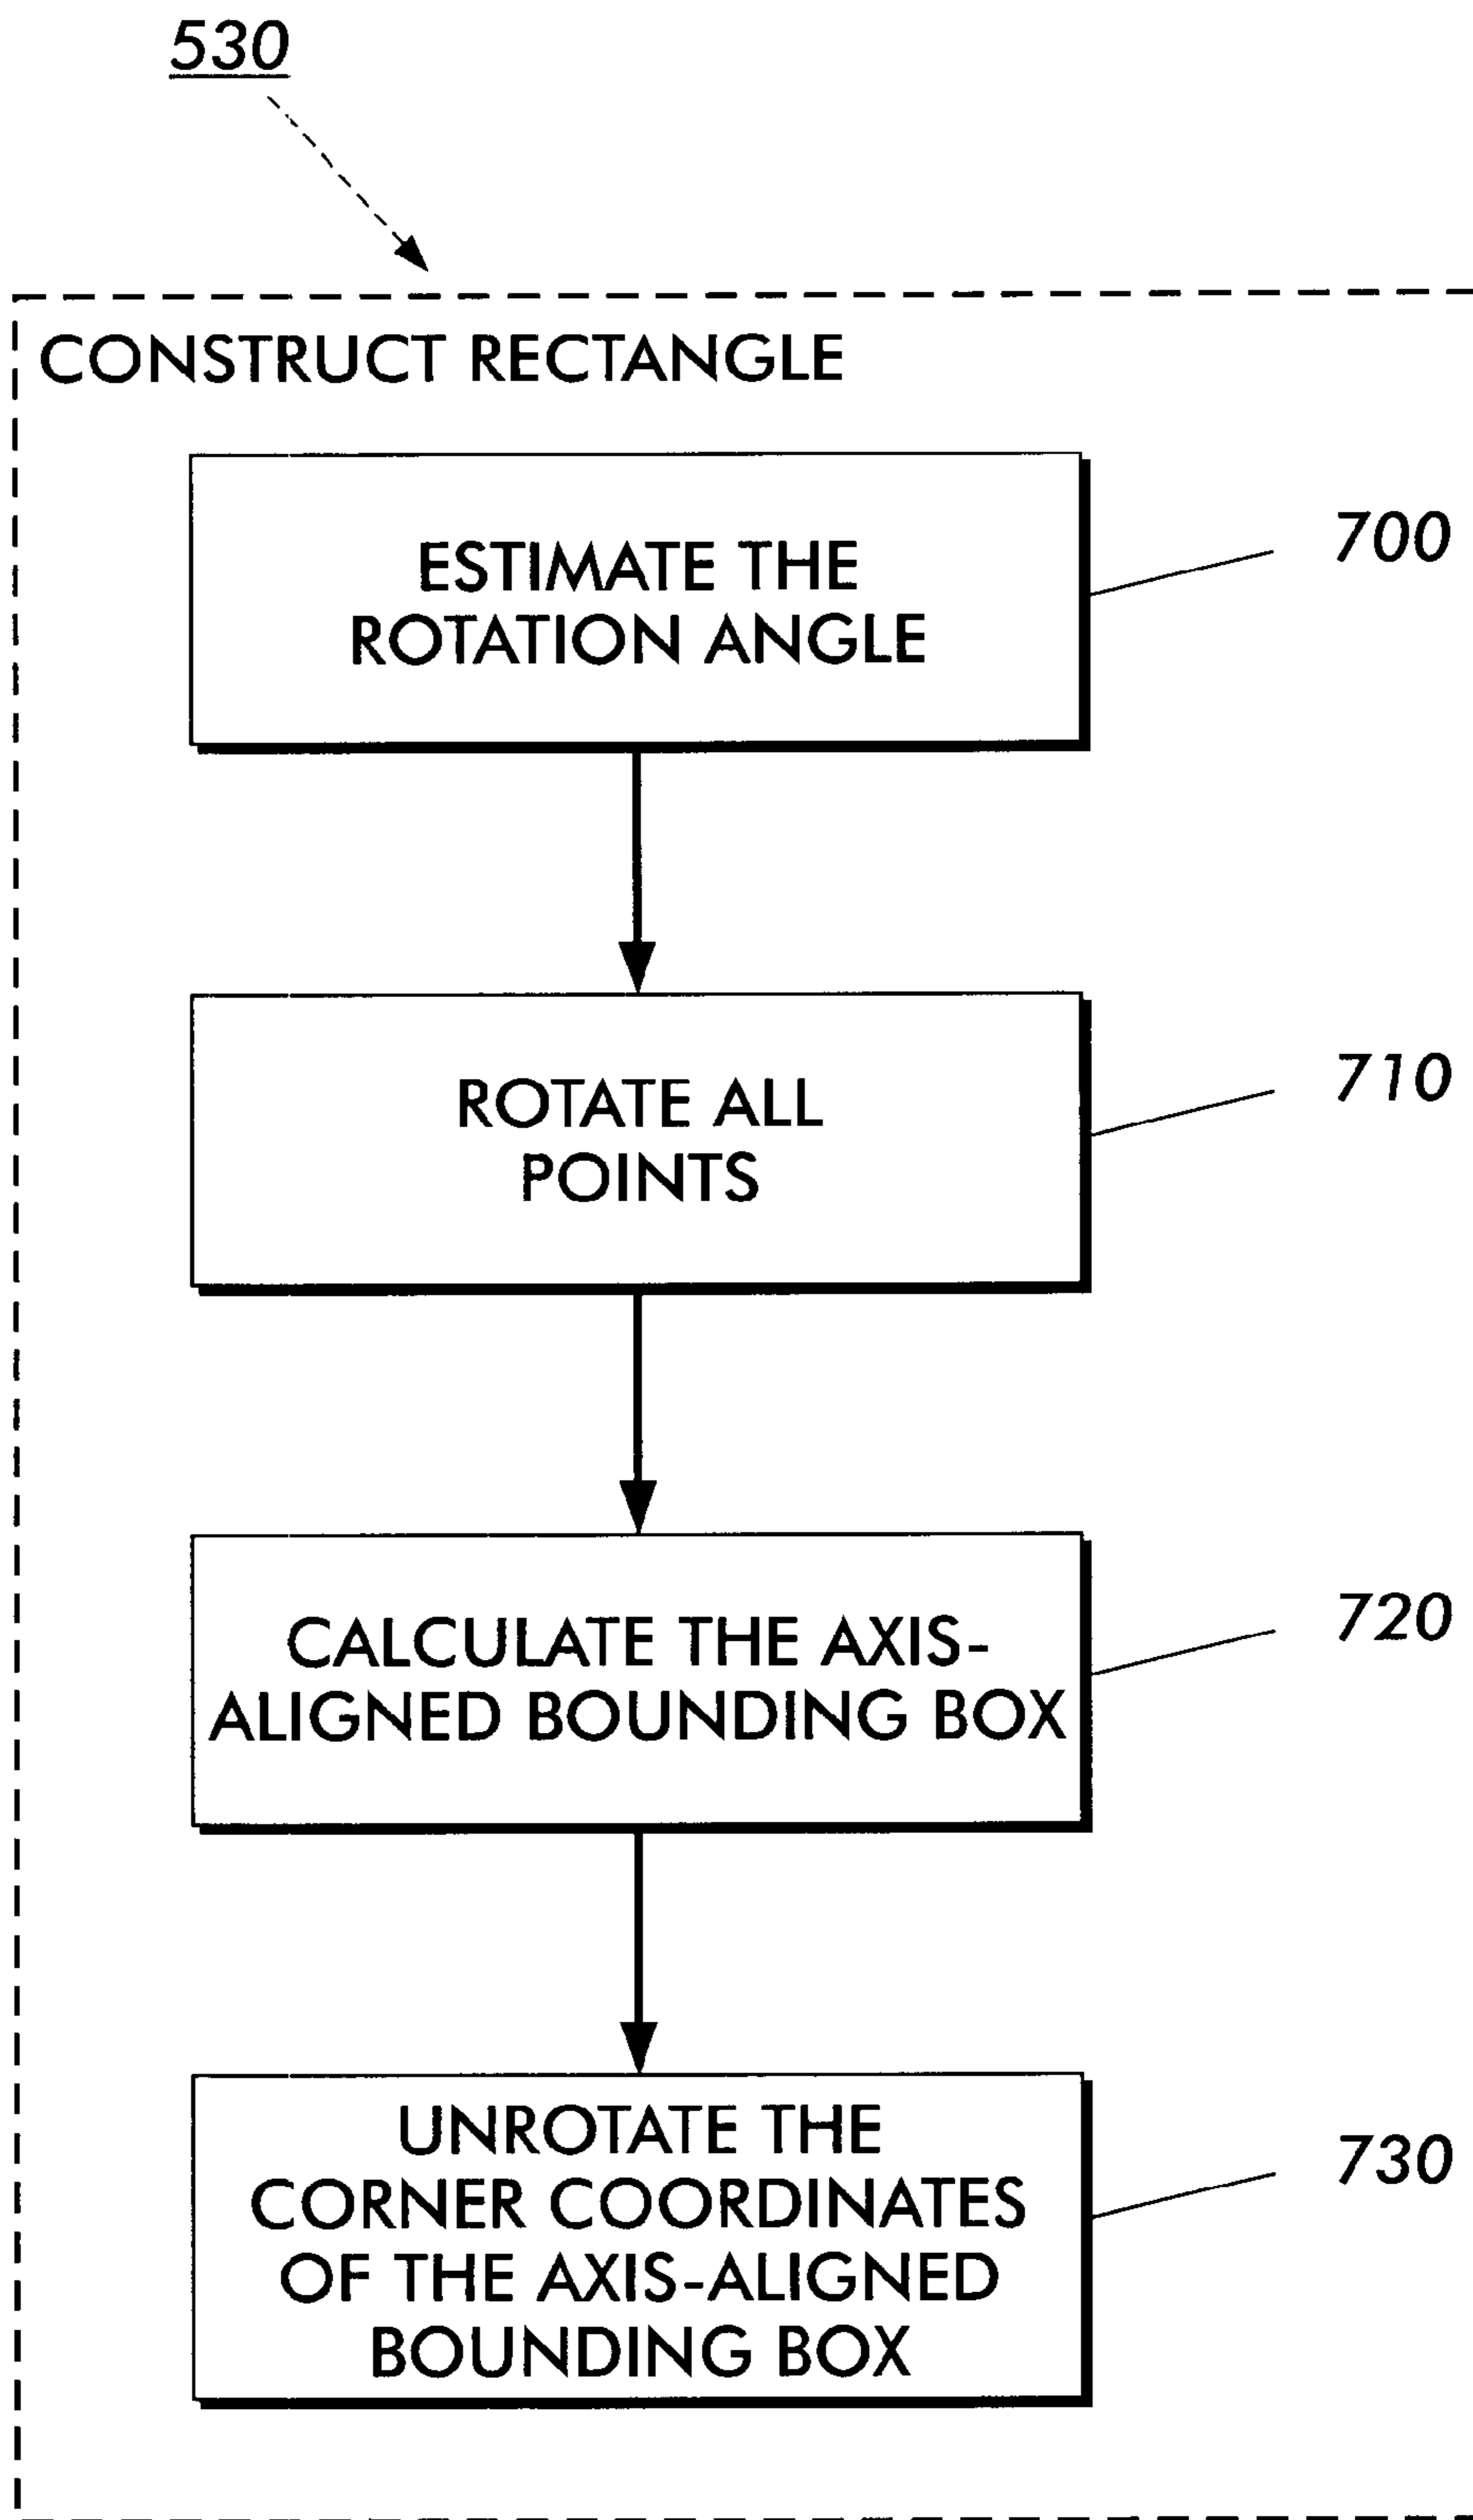 530
CONSTRUCT RECTANGLE
ESTIMATE THE
ROTATION ANGLE
700
ROTATE ALL
POINTS
710
CALCULATE THE AXIS-
ALIGNED BOUNDING BOX
720
UNROTATE THE
CORNER COORDINATES
OF THE AXIS-ALIGNED
BOUNDING BOX
730